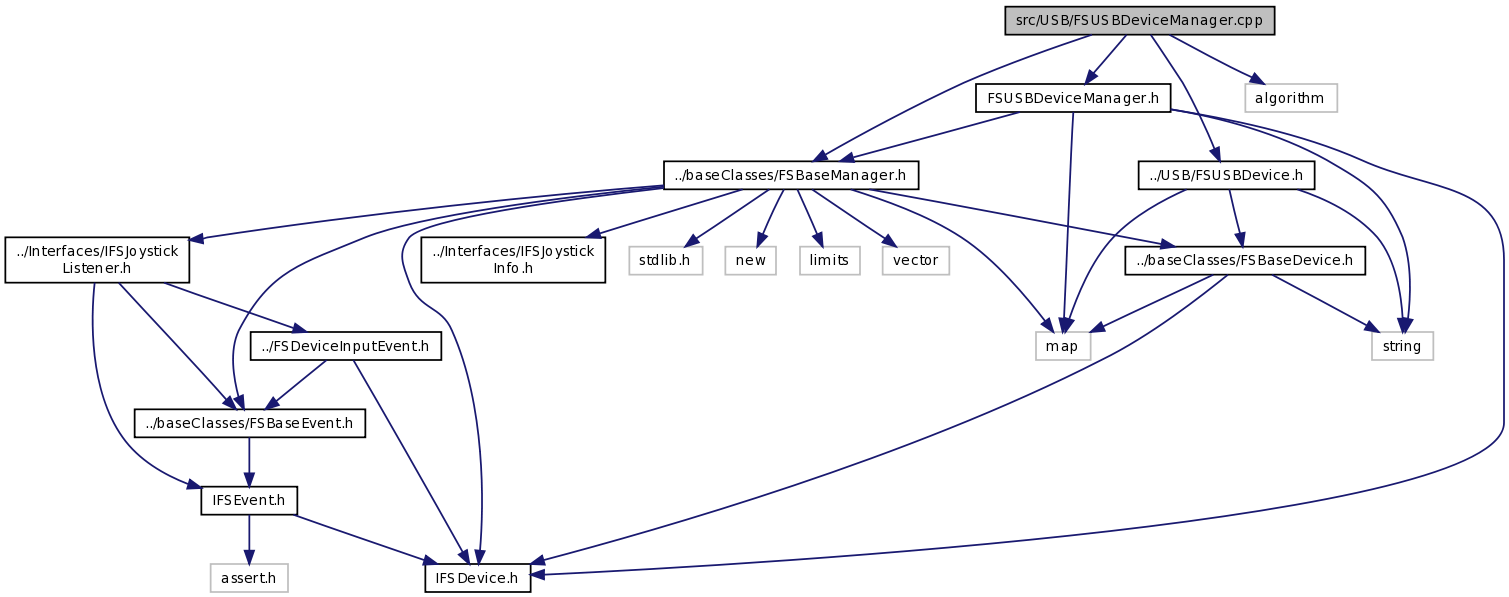 src/USB/FSUSBDeviceManager.cpp
FSUSBDeviceManager.h
algorithm
../baseClasses/FSBaseManager.h
../USB/FSUSBDevice.h
../Interfaces/IFSJoystick
Listener.h
../Interfaces/IFSJoystick
Info.h
stdlib.h
new
limits
vector
../baseClasses/FSBaseDevice.h
../FSDeviceInputEvent.h
map
string
../baseClasses/FSBaseEvent.h
IFSEvent.h
assert.h
IFSDevice.h